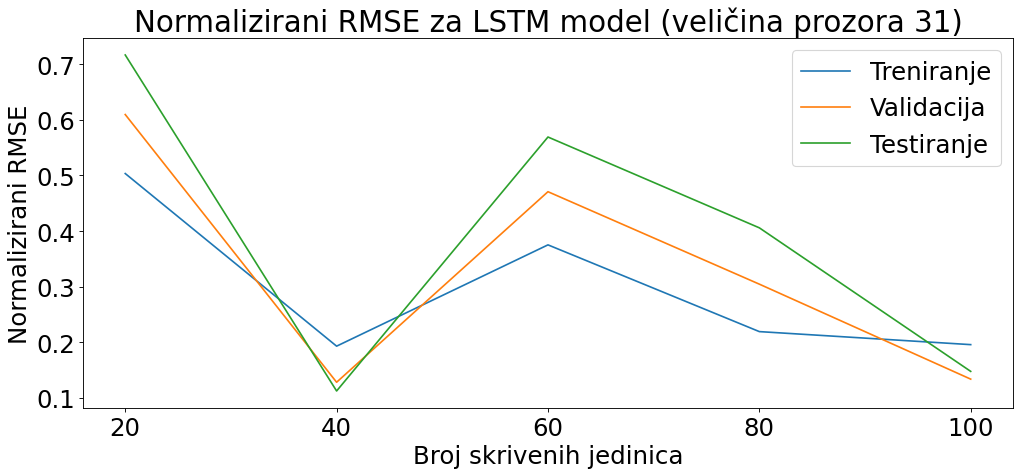 Normalizirani RMSE za LSTM model (veličina prozora 31)
Normalizirani RMSE
0.7
0.6
0.5
0.4
0.3
0.2
0.1
Treniranje
Validacija
Testiranje
20 40 60 80 100
Broj skrivenih jedinica